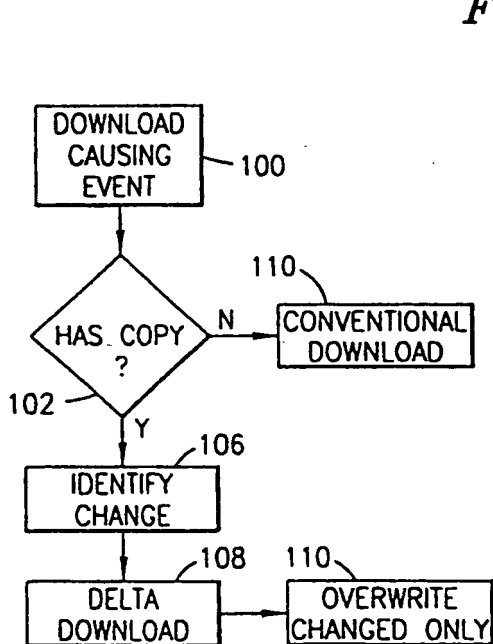 F
DOWNLOAD
CAUSING
EVENT
100
HAS COPY
?
102
N
110
CONVENTIONAL
DOWNLOAD
Y
106
IDENTIFY
CHANGE
108
DELTA
DOWNLOAD
110
OVERWRITE
CHANGED ONLY